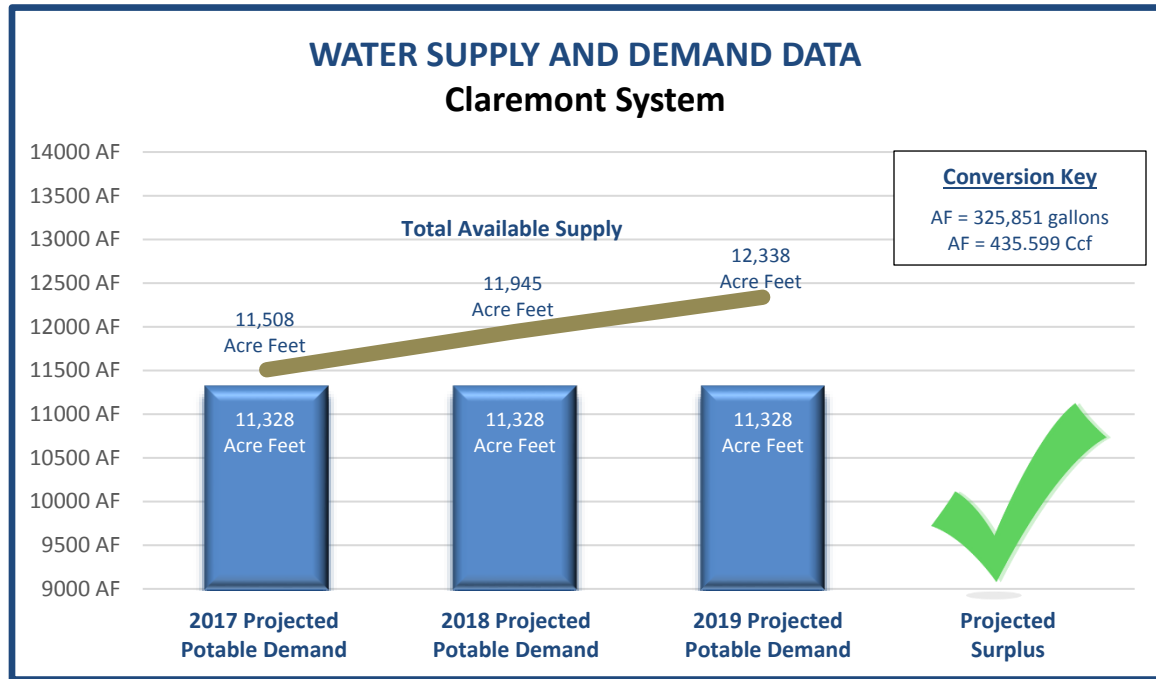 WATER SUPPLY AND DEMAND DATA
Claremont System
14000 AF
13500 AF
13000 AF
12500 AF
12000 AF
11500 AF
11000 AF
10500 AF
10000 AF
9500 AF
9000 AF
Conversion Key
AF = 325,851 gallons
AF = 435.599 Ccf
Total Available Supply
11,508
Acre Feet
11,945
Acre Feet
12,338
Acre Feet
11,328
Acre Feet
11,328
Acre Feet
11,328
Acre Feet
2017 Projected
Potable Demand
2018 Projected
Potable Demand
2019 Projected
Potable Demand
Projected
Surplus